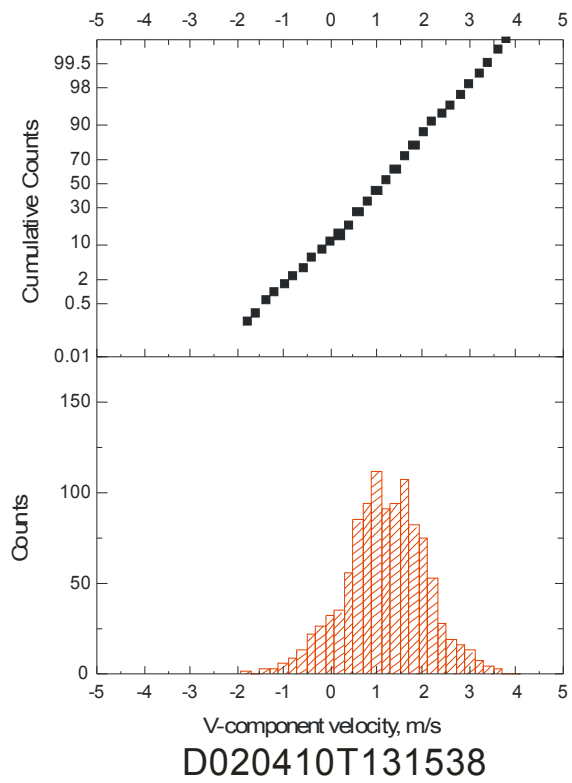 -5 -4 -3 -2 -1 0 1 2 3 4 5
99.5
98
90
70
50
30
10
2
0.5
0.01
Cumulative Counts
150
100
50
0
Counts
-5 -4 -3 -2 -1 0 1 2 3 4 5
V-component velocity, m/s
D020410T131538